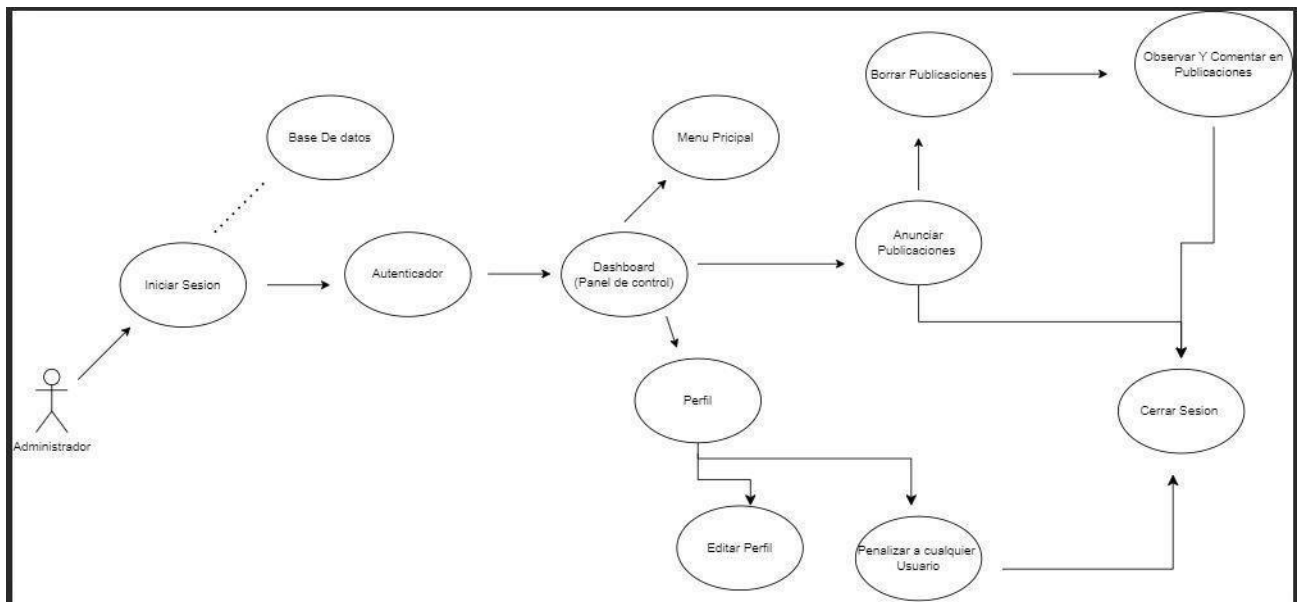 Borrar Publicaciones
Observar Y Comentar en
Publicaciones
Base De datos
Menu Pricipal
Anunciar
Publicaciones
Iniciar Sesion
Autenticador
Dashboard
(Panel de control)
Administrador
Perfil
Cerrar Sesion
Editar Perfil
Penalizar a cualquier
Usuario